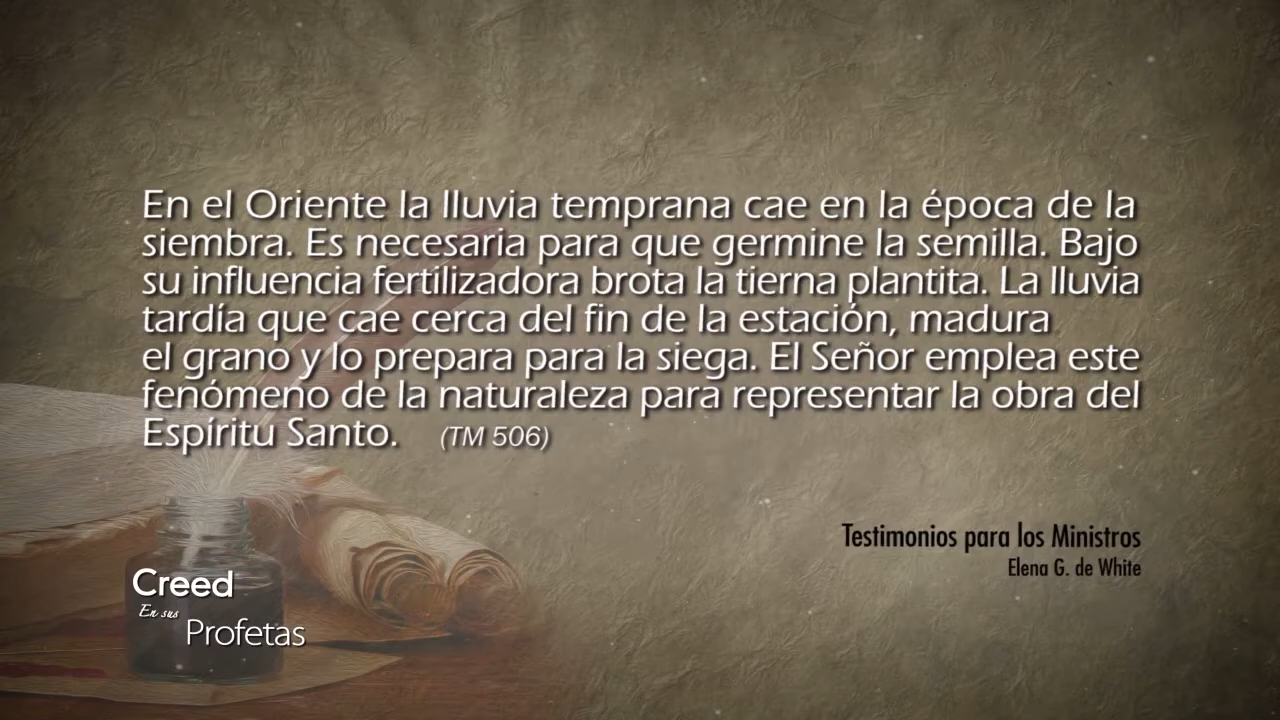 En el Oriente la lluvia temprana cae en la época de la
siembra. Es necesaria para que germine la semilla. Bajo
su influencia fertilizadora brota la tierna plantita. La lluvia
tardía que cae cerca del fin de la estación, madura
el grano y lo prepara para la siega. El Señor emplea este
fenómeno de la naturaleza para representar la obra del
Espíritu Santo. (TM 506)
Testimonios para los Ministros
Elena G. de White
Creed
En sus
Profetas